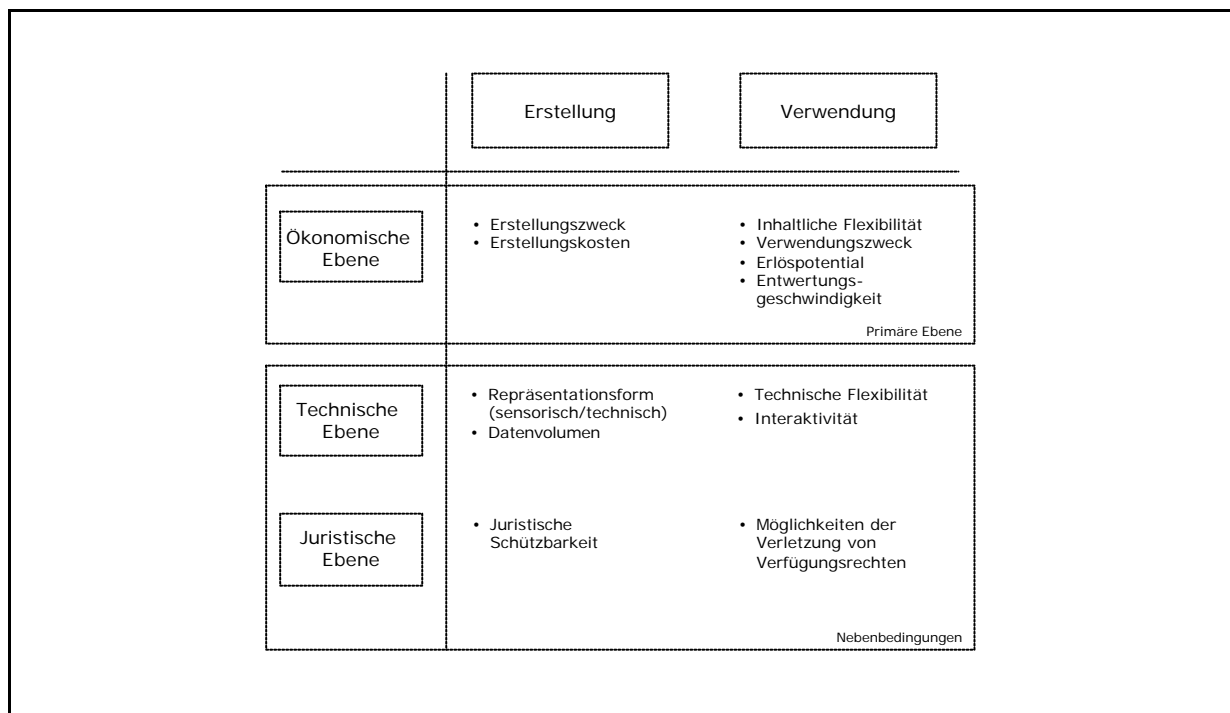 Erstellung
Verwendung
Ökonomische
Ebene
• Erstellungszweck
• Erstellungskosten
• Inhaltliche Flexibilität
• Verwendungszweck
• Erlöspotential
• Entwertungs-
geschwindigkeit
Primäre Ebene
Technische
Ebene
• Repräsentationsform
(sensorisch/technisch)
• Datenvolumen
• Technische Flexibilität
• Interaktivität
Juristische
Ebene
• Juristische
Schützbarkeit
• Möglichkeiten der
Verletzung von
Verfügungsrechten
Nebenbedingungen